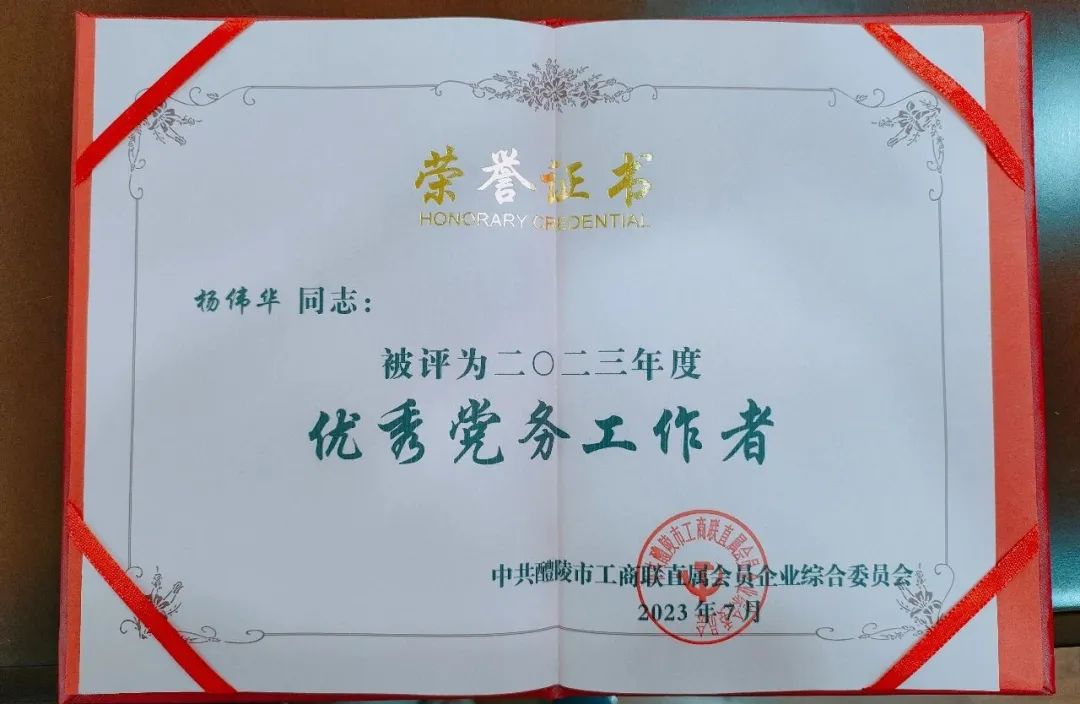 荣誉证书
HONORARY CREDENTIAL
杨伟华 同志：
被评为二〇二三年度
优秀党务工作者
中共醴陵市工商联直属会员企业综合委员会
2023年7月